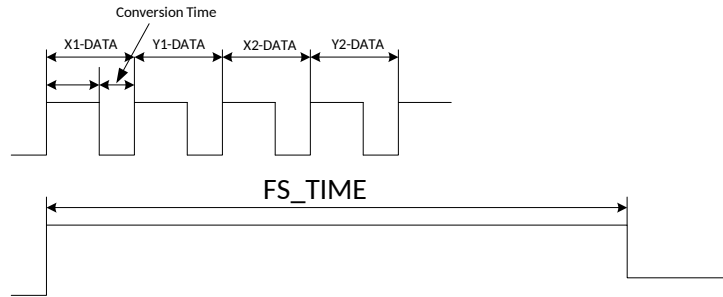 Conversion Time
X1-DATA
Y1-DATA
X2-DATA
Y2-DATA
FS_TIME